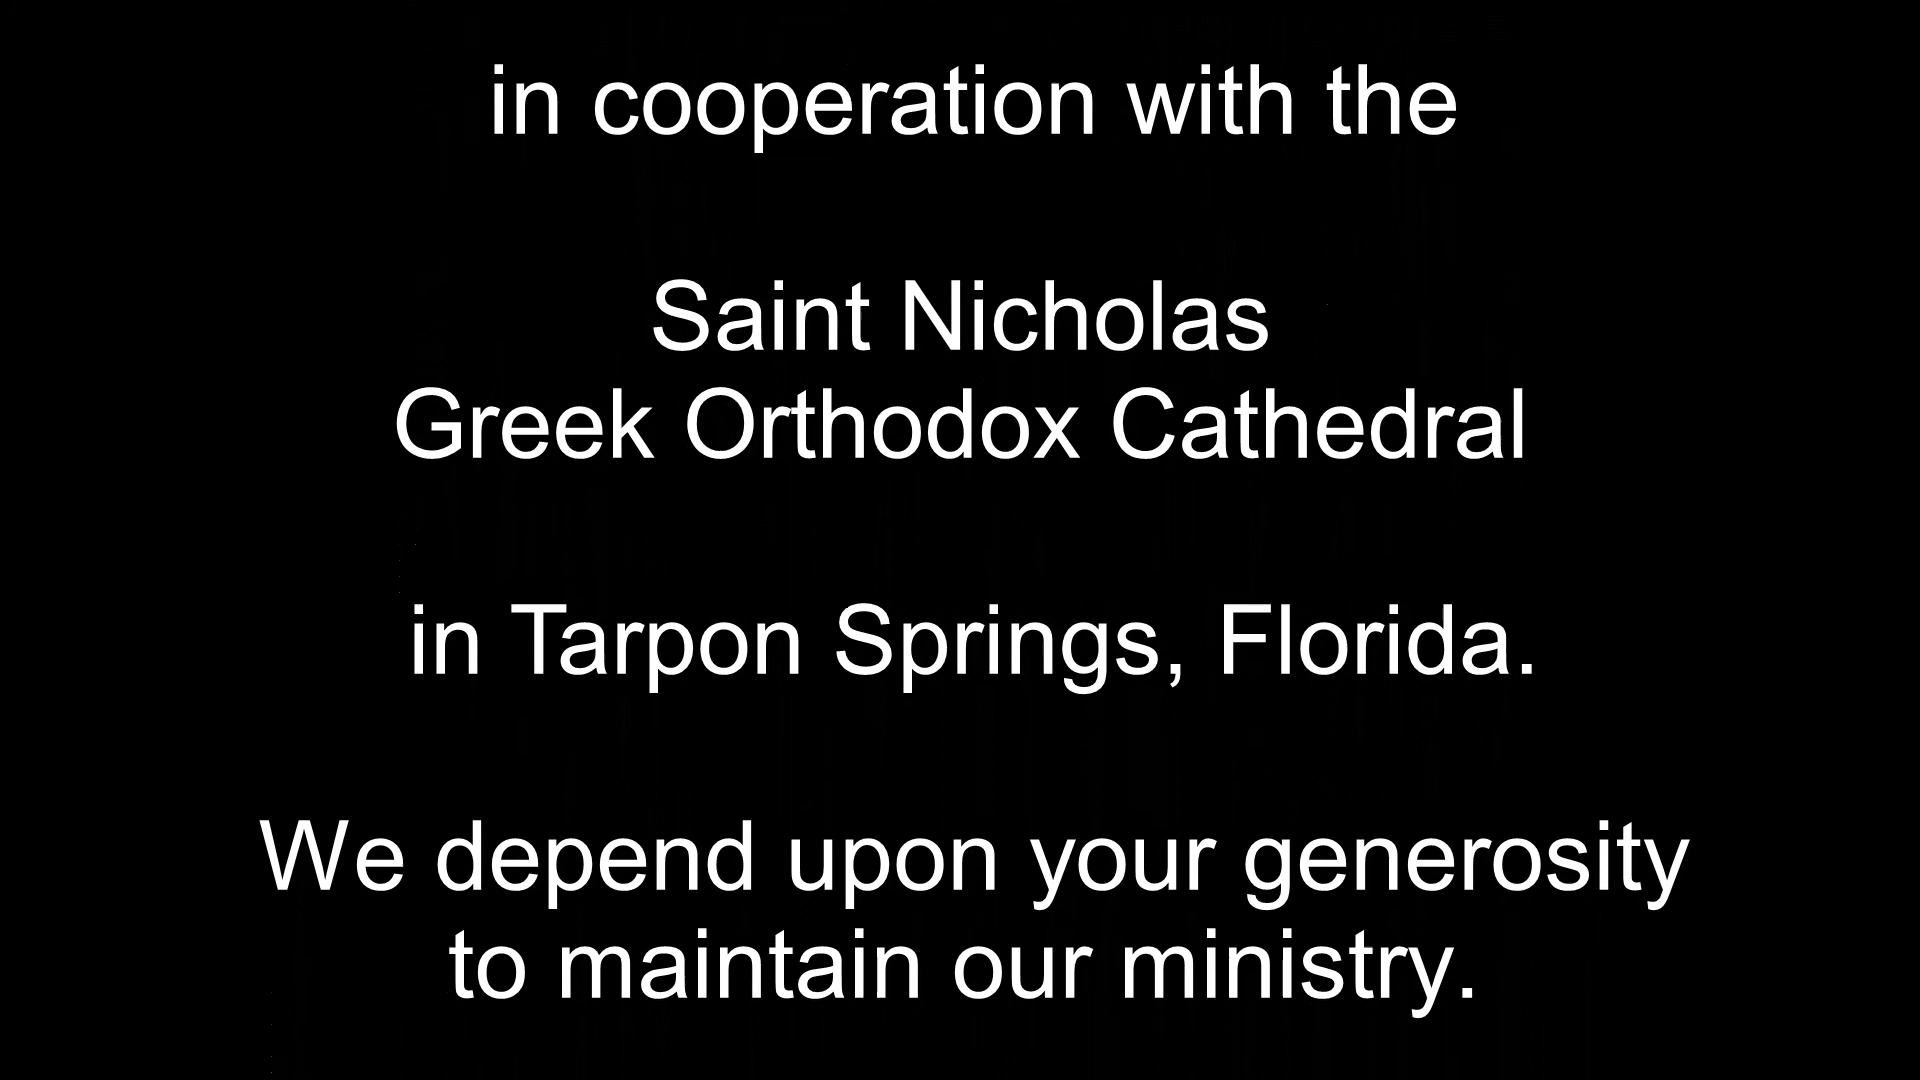 in cooperation with the
Saint Nicholas
Greek Orthodox Cathedral
in Tarpon Springs, Florida.
We depend upon your generosity
to maintain our ministry.